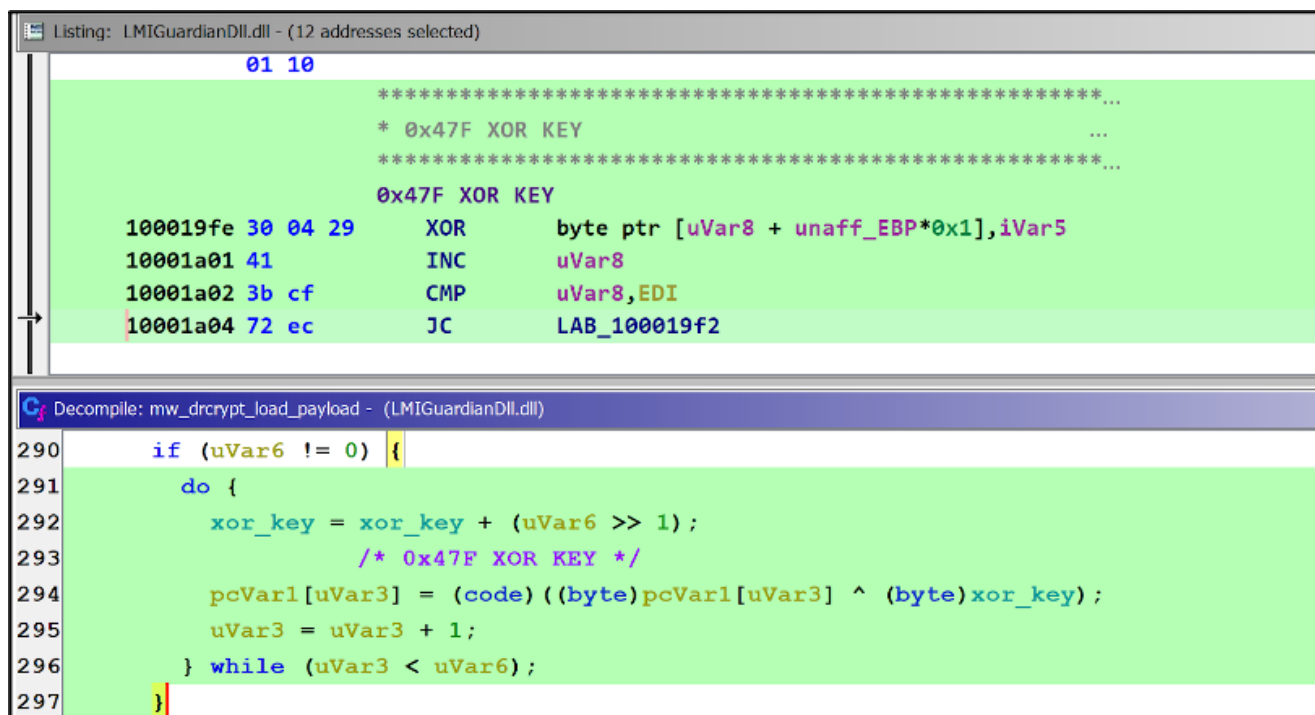 Listing: LMIGuardianDll.dll - (12 addresses selected)
01 10
*****************************************************...
* 0x47F XOR KEY ...
*****************************************************...
0x47F XOR KEY
100019fe 30 04 29 XOR byte ptr [uVar8 + unaff_EBP*0x1],iVar5
10001a01 41 INC uVar8
10001a02 3b cf CMP uVar8,EDI
10001a04 72 ec JC LAB_100019f2
Decompile: mw_drcrypt_load_payload - (LMIGuardianDll.dll)
290 if (uVar6 != 0) {
291 do {
292 xor_key = xor_key + (uVar6 >> 1);
293 /* 0x47F XOR KEY */
294 pcVar1[uVar3] = (code)((byte)pcVar1[uVar3] ^ (byte)xor_key);
295 uVar3 = uVar3 + 1;
296 } while (uVar3 < uVar6);
297 }